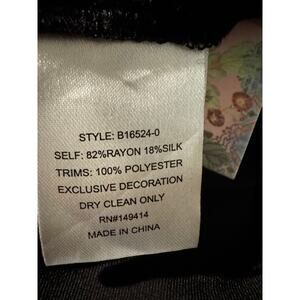 STYLE: B16524-0
SELF: 82%RAYON 18%SILK
TRIMS: 100% POLYESTER
EXCLUSIVE DECORATION
DRY CLEAN ONLY
RN#149414
MADE IN CHINA